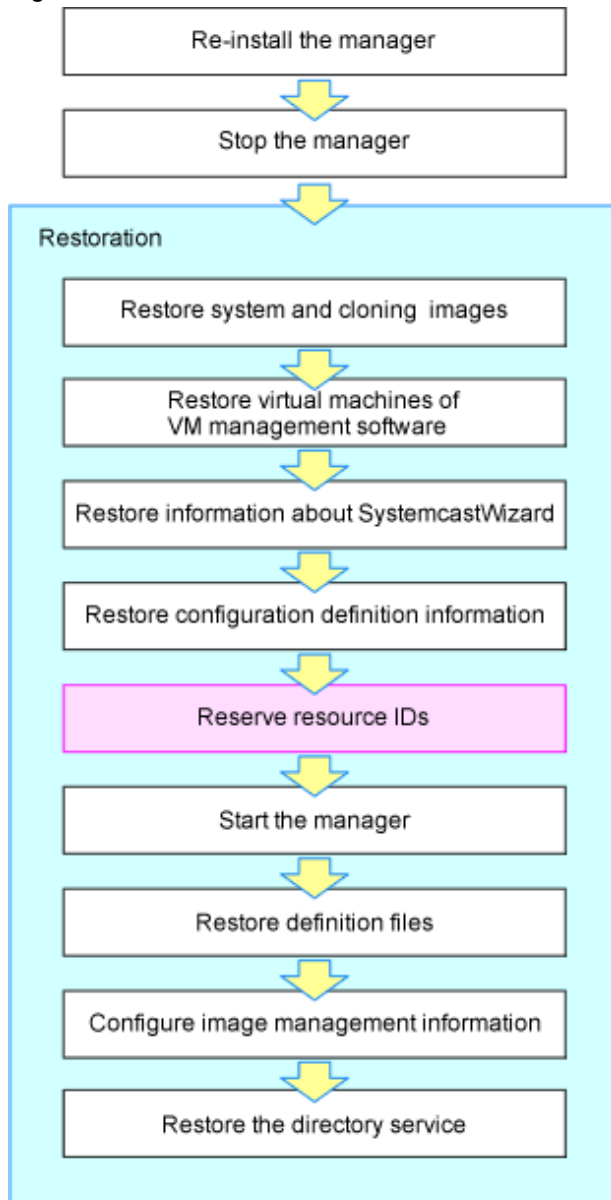 Re-install the manager
Stop the manager
Restoration
Restore system and cloning images
Restore virtual machines of
VM management software
Restore information about SystemcastWizard
Restore configuration definition information
Reserve resource IDs
Start the manager
Restore definition files
Configure image management information
Restore the directory service